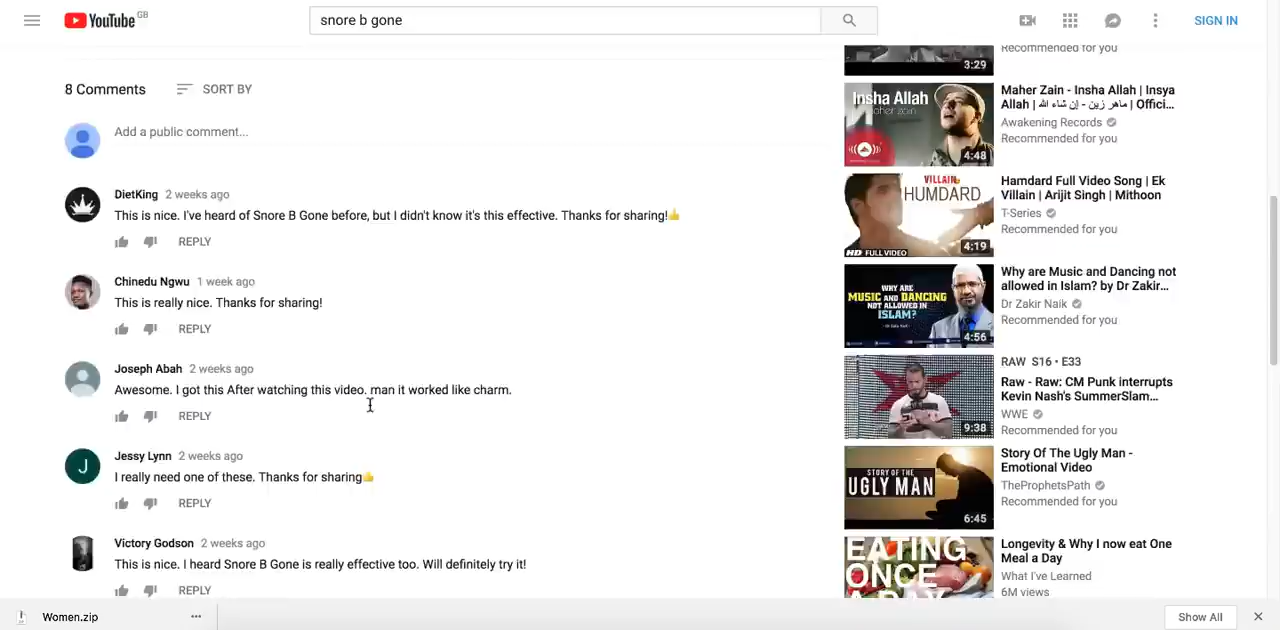 YouTube GB
snore b gone
SIGN IN
8 Comments
SORT BY
Add a public comment...
DietKing 2 weeks ago
This is nice. I've heard of Snore B Gone before, but I didn't know it's this effective. Thanks for sharing!👍
REPLY
Chinedu Ngwu 1 week ago
This is really nice. Thanks for sharing!
REPLY
Joseph Abah 2 weeks ago
Awesome. I got this After watching this video. man it worked like charm.
REPLY
Jessy Lynn 2 weeks ago
J
I really need one of these. Thanks for sharing👍
REPLY
Victory Godson 2 weeks ago
This is nice. I heard Snore B Gone is really effective too. Will definitely try it!
REPLY
Recommended for you
3:29
Insha Allah
maher zain
4:48
Maher Zain - Insha Allah | Insya
Allah | ماهر زين - إن شاء الله | Offici...
Awakening Records
Recommended for you
VILLAIN
HUMDARD
HD FULL VIDEO
4:19
Hamdard Full Video Song | Ek
Villain | Arijit Singh | Mithoon
T-Series
Recommended for you
WHY ARE
MUSIC AND DANCING
NOT ALLOWED IN
ISLAM?
4:56
Why are Music and Dancing not
allowed in Islam? by Dr Zakir...
Dr Zakir Naik
Recommended for you
9:38
RAW S16 • E33
Raw - Raw: CM Punk interrupts
Kevin Nash's SummerSlam...
WWE
Recommended for you
STORY OF THE
UGLY MAN
6:45
Story Of The Ugly Man -
Emotional Video
TheProphetsPath
Recommended for you
EATING
ONCE
A DAY
Longevity & Why I now eat One
Meal a Day
What I've Learned
6M views
Women.zip
Show All